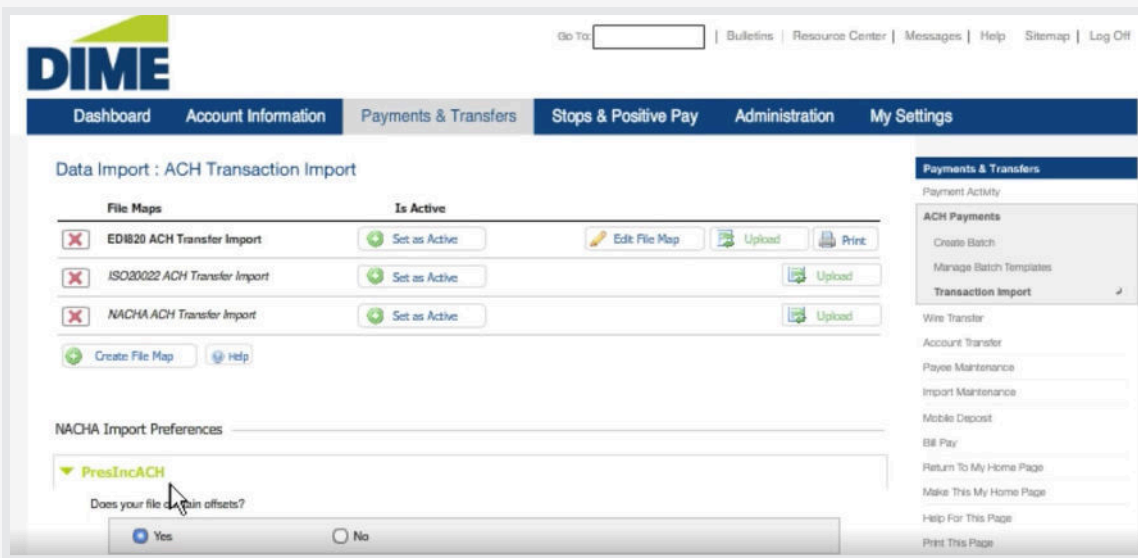 DIME
Go To: | Bulletins | Resource Center | Messages | Help Sitemap | Log Off
Dashboard Account Information Payments & Transfers Stops & Positive Pay Administration My Settings
Data Import : ACH Transaction Import
File Maps Is Active
EDI820 ACH Transfer Import Set as Active Edit File Map Upload Print
ISO20022 ACH Transfer Import Set as Active Upload
NACHA ACH Transfer Import Set as Active Upload
Create File Map Help
NACHA Import Preferences
PresIncACH
Does your file contain offsets?
Yes No
Payments & Transfers
Payment Activity
ACH Payments
Create Batch
Manage Batch Templates
Transaction Import
Wire Transfer
Account Transfer
Payee Maintenance
Import Maintenance
Mobile Deposit
Bill Pay
Return To My Home Page
Make This My Home Page
Help For This Page
Print This Page